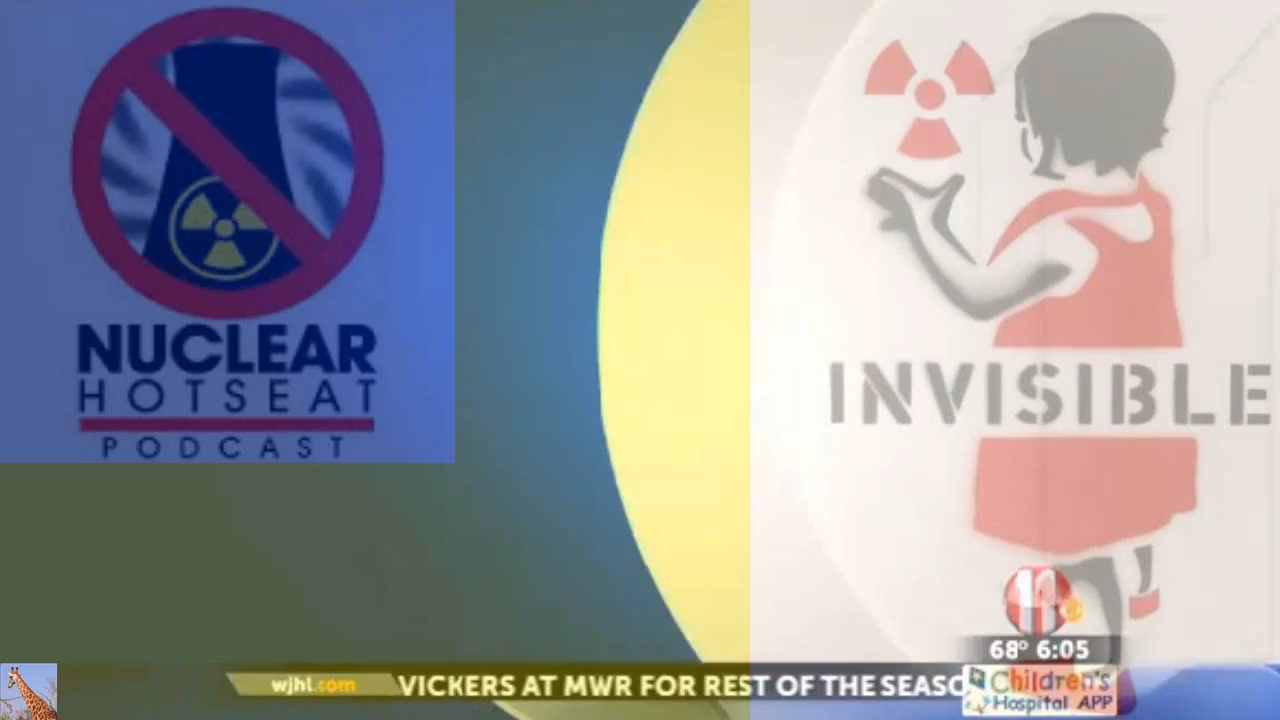 NUCLEAR
HOTSEAT
PODCAST
INVISIBLE
68° 6:05
wjhl.com
VICKERS AT MWR FOR REST OF THE SEASO
Children's
Hospital APP